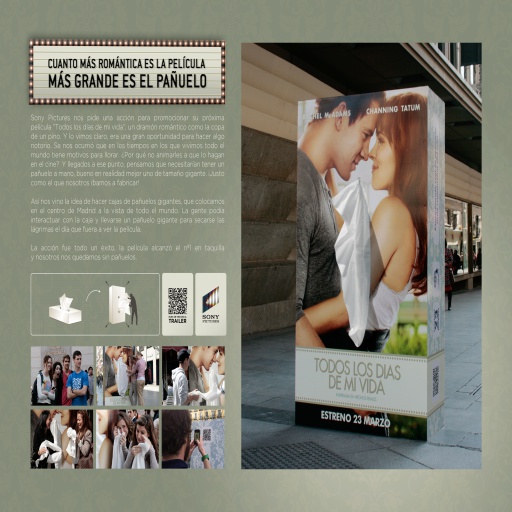 CUANTO MÁS ROMÁNTICA ES LA PELÍCULA
MÁS GRANDE ES EL PAÑUELO
Sony Pictures nos pide una acción para promocionar su próxima
película "Todos los días de mi vida", un dramón romántico como la copa
de un pino. Y lo vimos claro, era una gran oportunidad para hacer algo
notorio. Se nos ocurrió que en los tiempos en los que vivimos todo el
mundo tiene motivos para llorar. ¿Por qué no animarles a que lo hagan
en el cine? Y llegados a ese punto, pensamos que necesitarían tener un
pañuelo a mano, bueno en realidad mejor uno de tamaño gigante. ¡Justo
como el que nosotros íbamos a fabricar!
Así nos vino la idea de hacer cajas de pañuelos gigantes, que colocamos
en el centro de Madrid a la vista de todo el mundo. La gente podía
interactuar con la caja y llevarse un pañuelo gigante para secarse las
lágrimas el día que fuera a ver la película.
La acción fue todo un éxito, la película alcanzó el nº1 en taquilla
y nosotros nos quedamos sin pañuelos.
TRAILER
SONY
PICTURES
RACHEL McADAMS CHANNING TATUM
TODOS LOS DIAS
DE MI VIDA
ESTRENO 23 MARZO